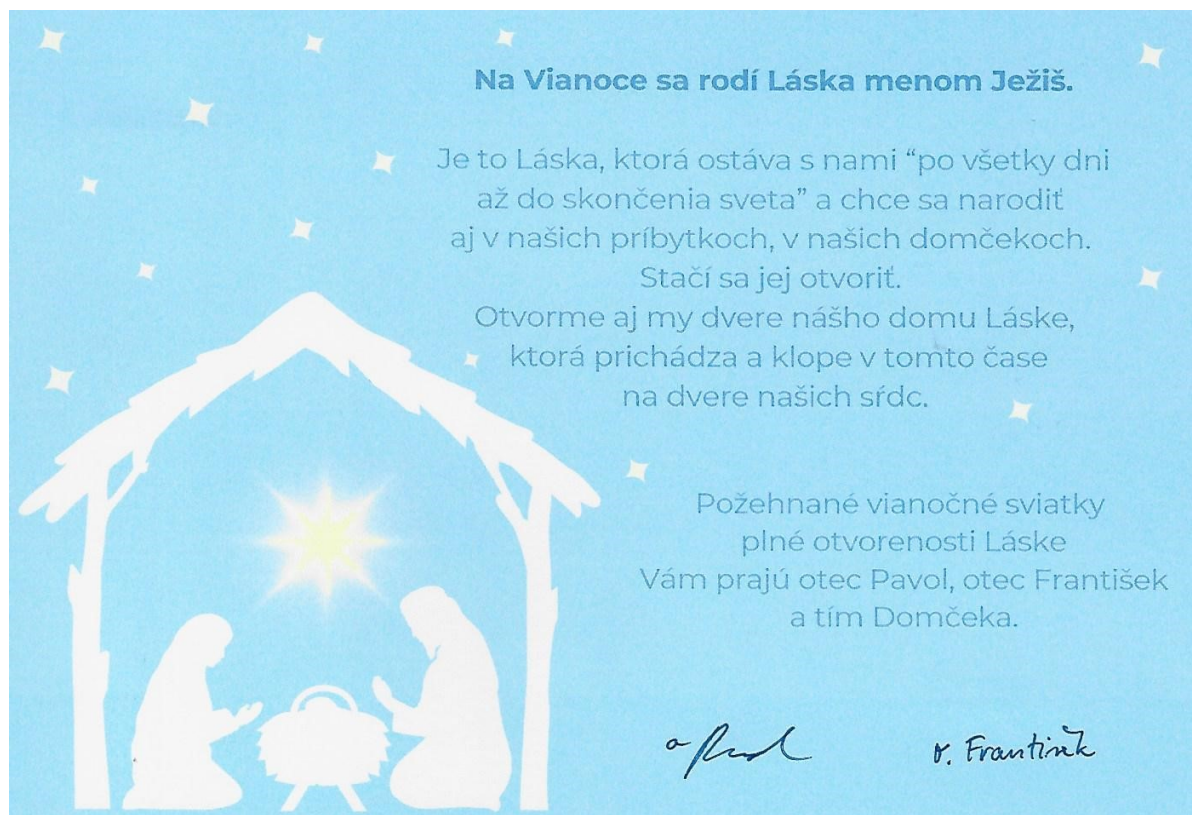 Na Vianoce sa rodí Láska menom Ježiš.
Je to Láska, ktorá ostáva s nami “po všetky dni
až do skončenia sveta” a chce sa narodiť
aj v našich príbytkoch, v našich domčekoch.
Stačí sa jej otvoriť.
Otvorme aj my dvere nášho domu Láske,
ktorá prichádza a klope v tomto čase
na dvere našich sŕdc.
Požehnané vianočné sviatky
plné otvorenosti Láske
Vám prajú otec Pavol, otec František
a tím Domčeka.
o. František